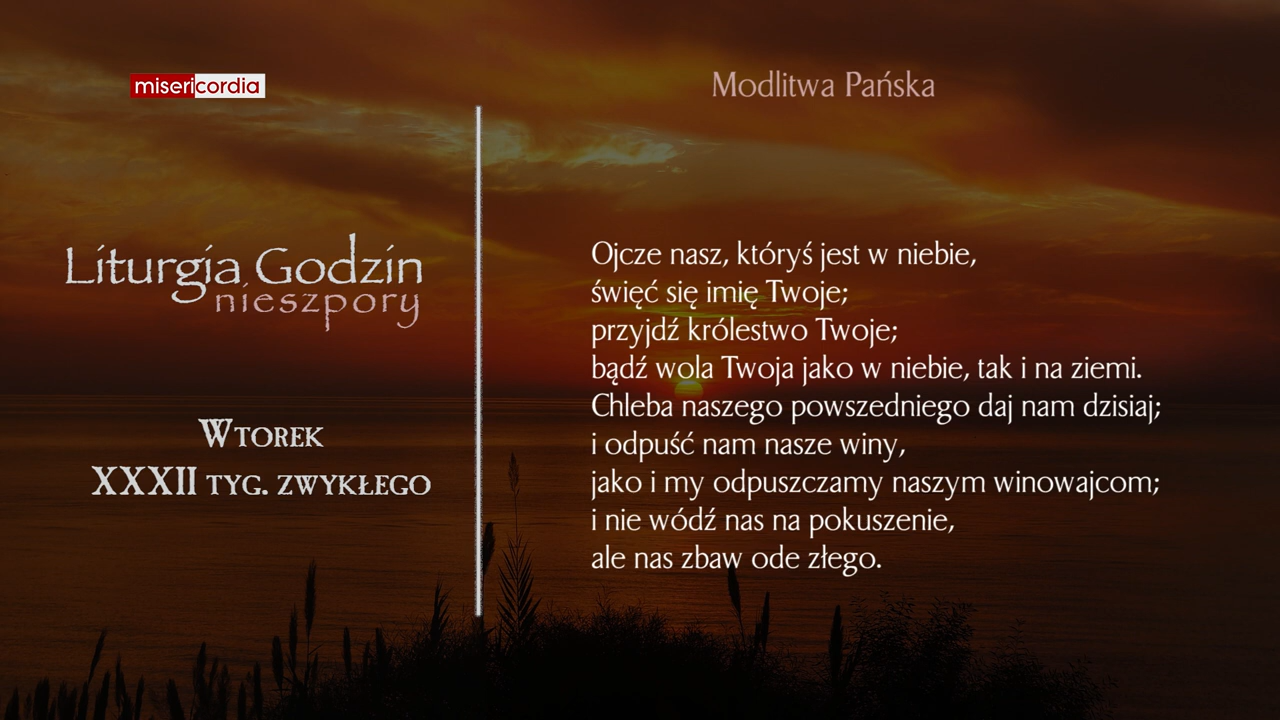 misericordia
Liturgia Godzin
nieszpory
Wtorek
XXXII tyg. zwykłego
Modlitwa Pańska
Ojcze nasz, któryś jest w niebie,
święć się imię Twoje;
przyjdź królestwo Twoje;
bądź wola Twoja jako w niebie, tak i na ziemi.
Chleba naszego powszedniego daj nam dzisiaj;
i odpuść nam nasze winy,
jako i my odpuszczamy naszym winowajcom;
i nie wódź nas na pokuszenie,
ale nas zbaw ode złego.